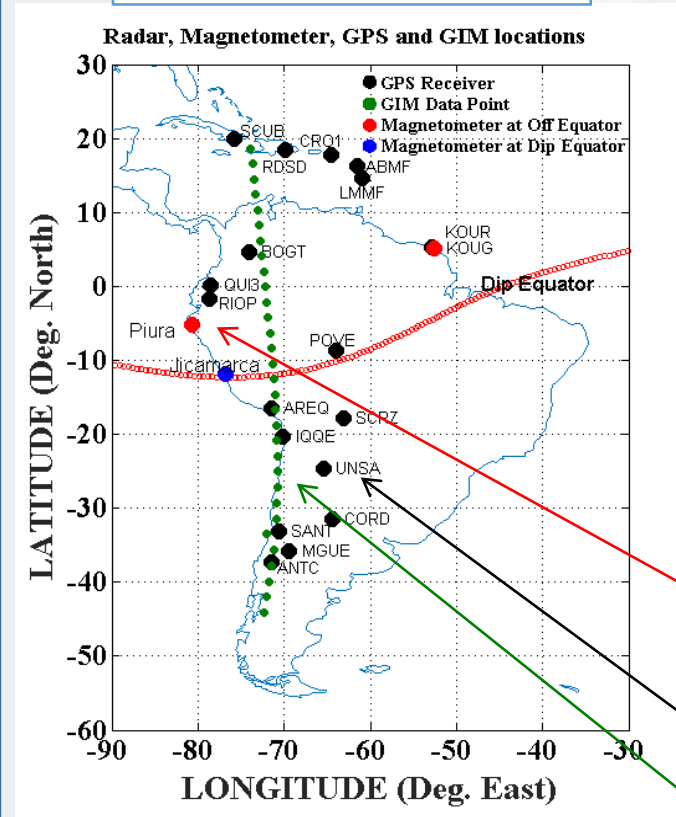 Radar, Magnetometer, GPS and GIM locations
30
20
10
0
-10
-20
-30
-40
-50
-60
-90
-80
-70
-60
-50
-40
-30
LATITUDE (Deg. North)
LONGITUDE (Deg. East)
GPS Receiver
GIM Data Point
Magnetometer at Off Equator
Magnetometer at Dip Equator
SCUB
CRO1
RDSD
ABMF
LMMF
KOUR
KOUG
BOGT
QUI3
RIOP
Dip Equator
Piura
POVE
Jicamarca
AREQ
SCRZ
IQQE
UNSA
CORD
SANT
MGUE
ANTC